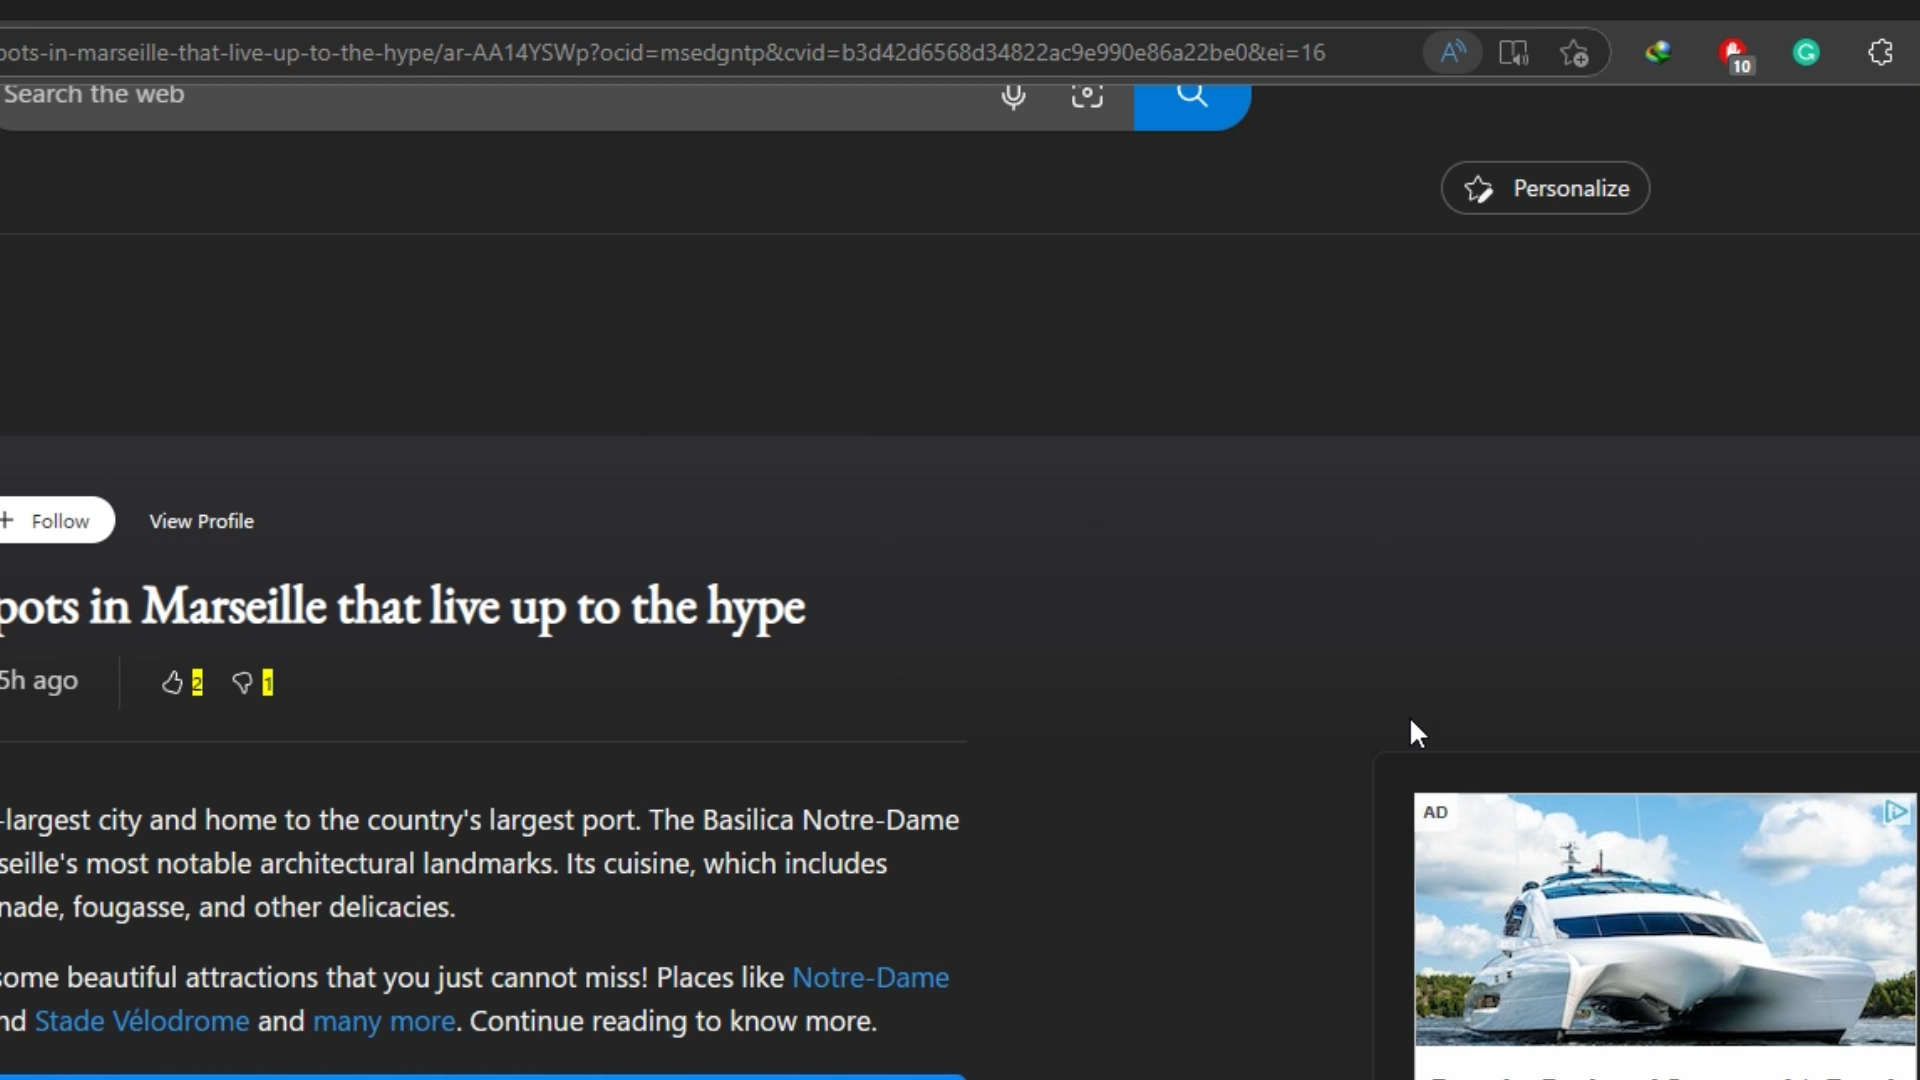 pots-in-marseille-that-live-up-to-the-hype/ar-AA14YSWp?ocid=msedgntp&cvid=b3d42d6568d34822ac9e990e86a22be0&ei=16
10
Search the web
Personalize
+ Follow View Profile
pots in Marseille that live up to the hype
5h ago 2 1
-largest city and home to the country's largest port. The Basilica Notre-Dame
seille's most notable architectural landmarks. Its cuisine, which includes
nade, fougasse, and other delicacies.
some beautiful attractions that you just cannot miss! Places like Notre-Dame
nd Stade Vélodrome and many more. Continue reading to know more.
AD